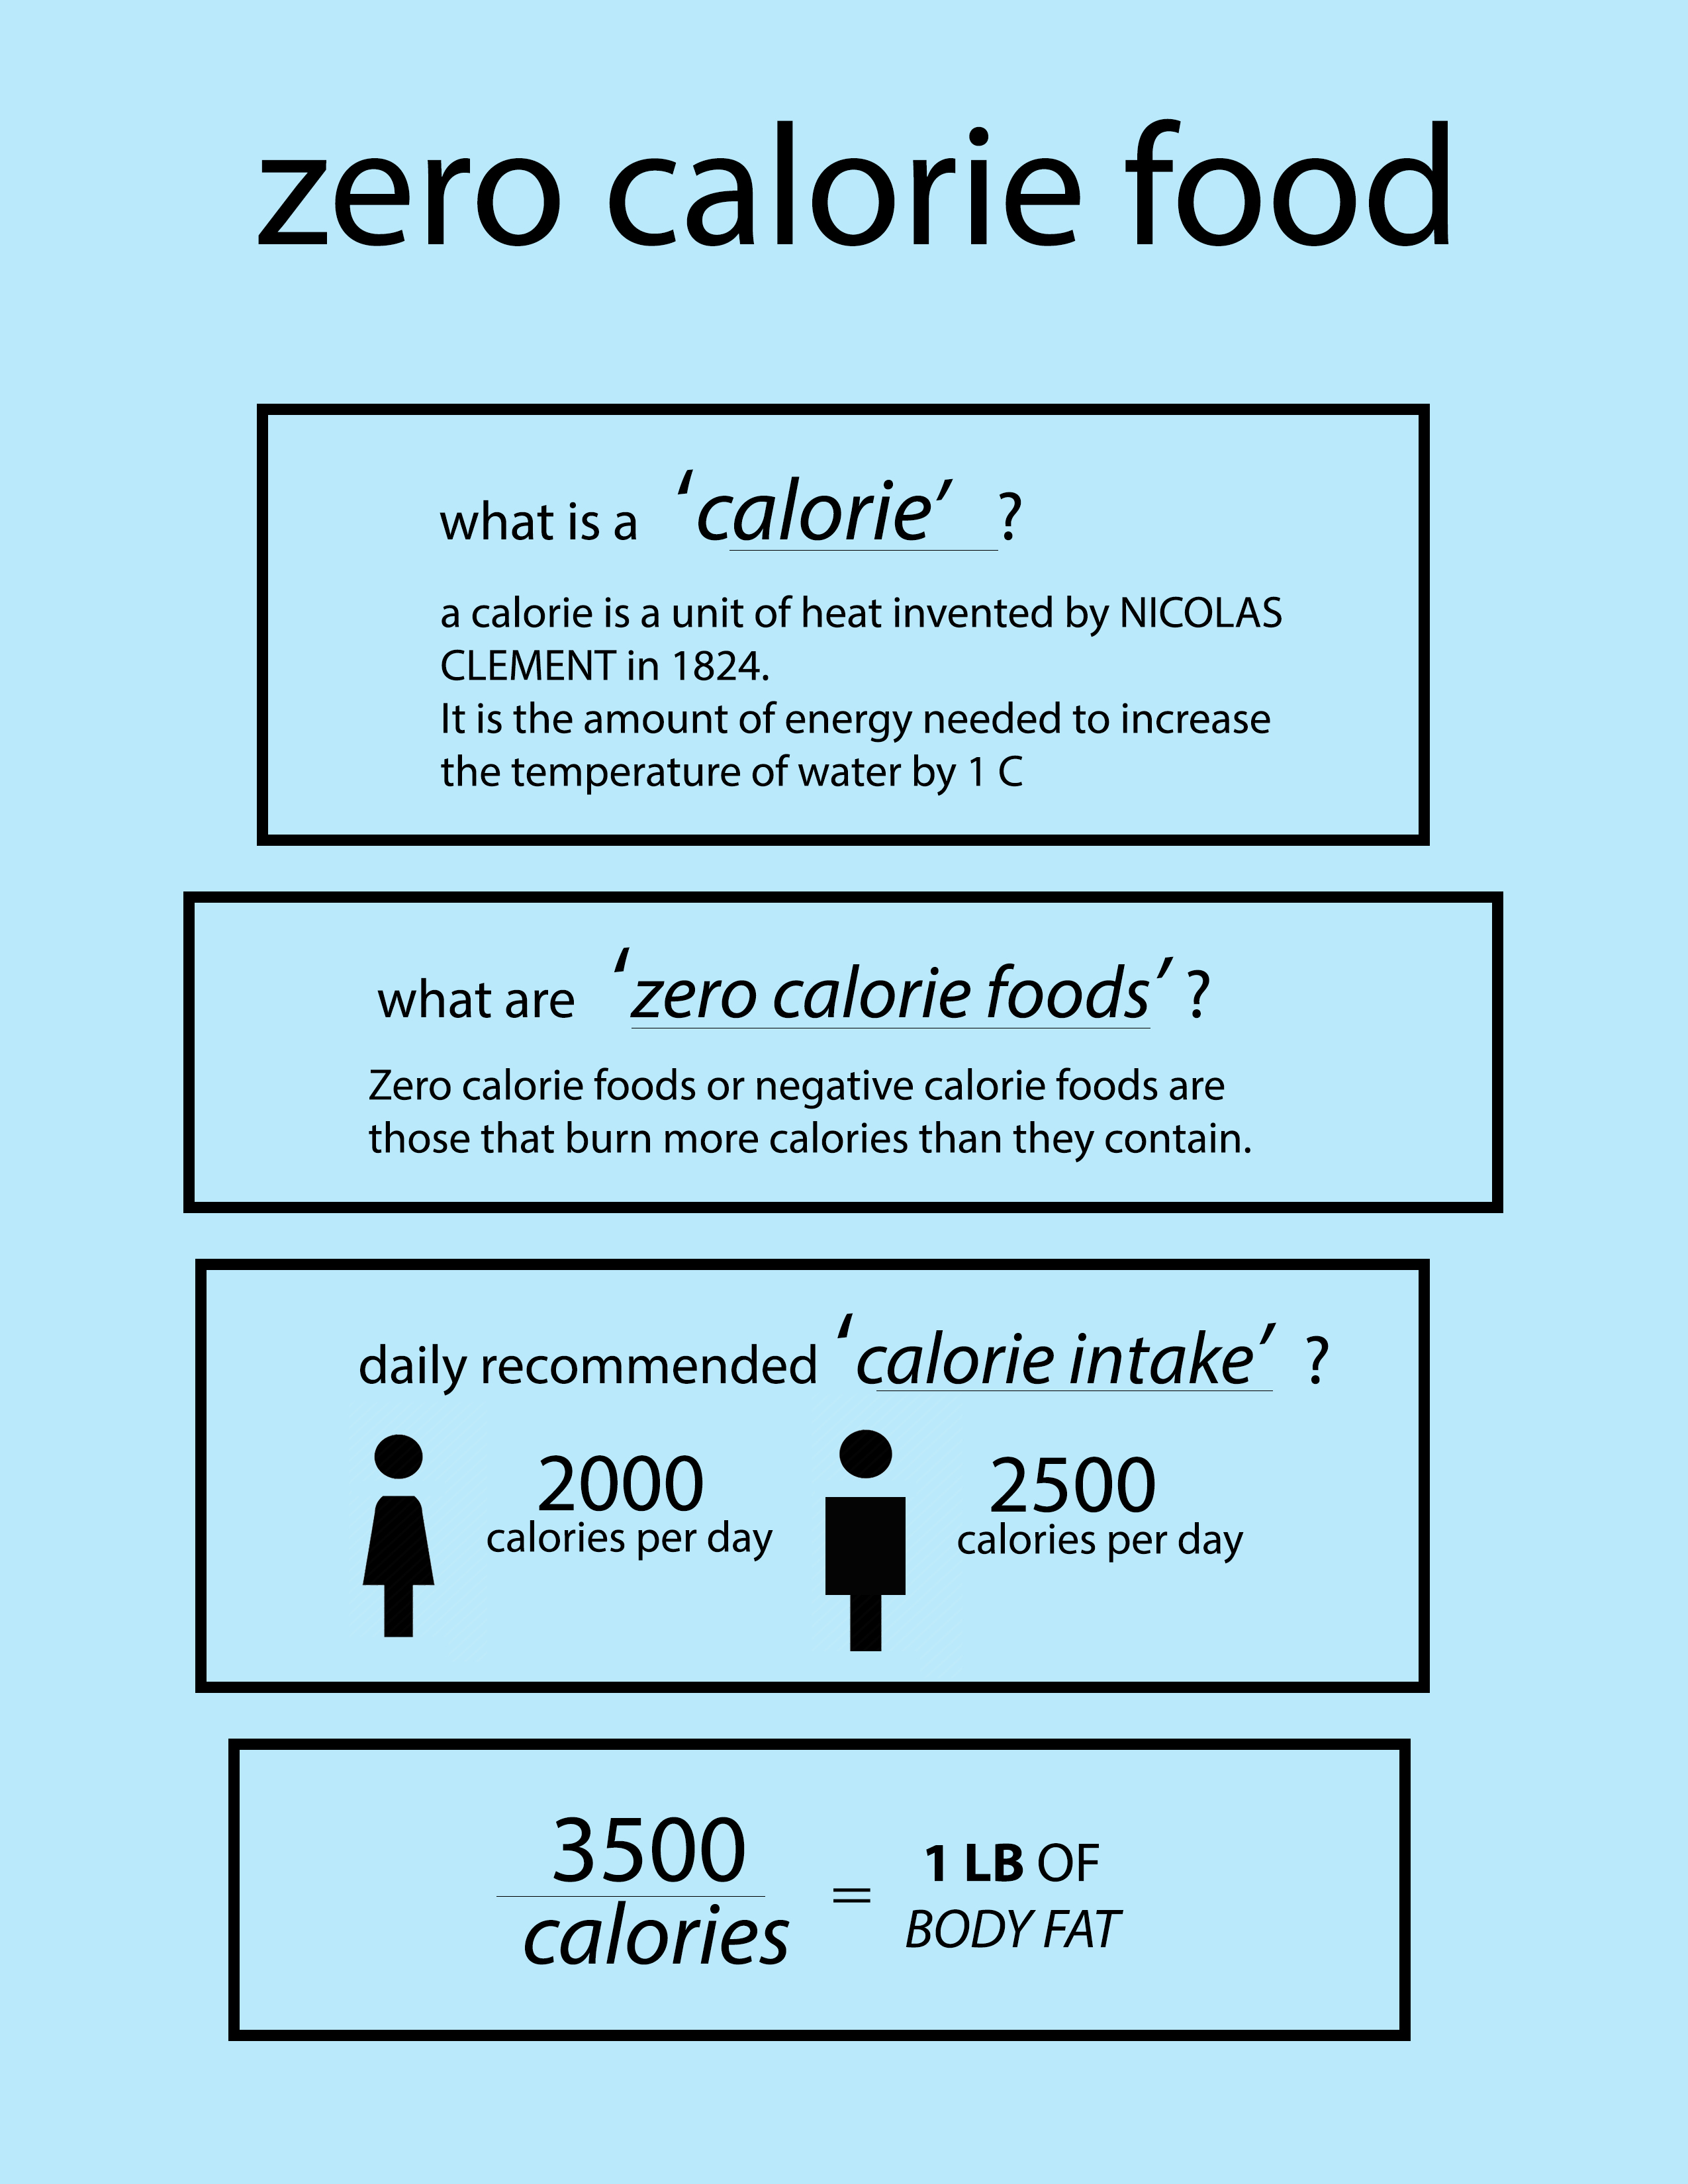 zero calorie food
what is a ‘calorie’ ?
a calorie is a unit of heat invented by NICOLAS
CLEMENT in 1824.
It is the amount of energy needed to increase
the temperature of water by 1 C
what are ‘zero calorie foods’ ?
Zero calorie foods or negative calorie foods are
those that burn more calories than they contain.
daily recommended ‘calorie intake’ ?
2000
calories per day
2500
calories per day
3500
calories
=
1 LB OF
BODY FAT